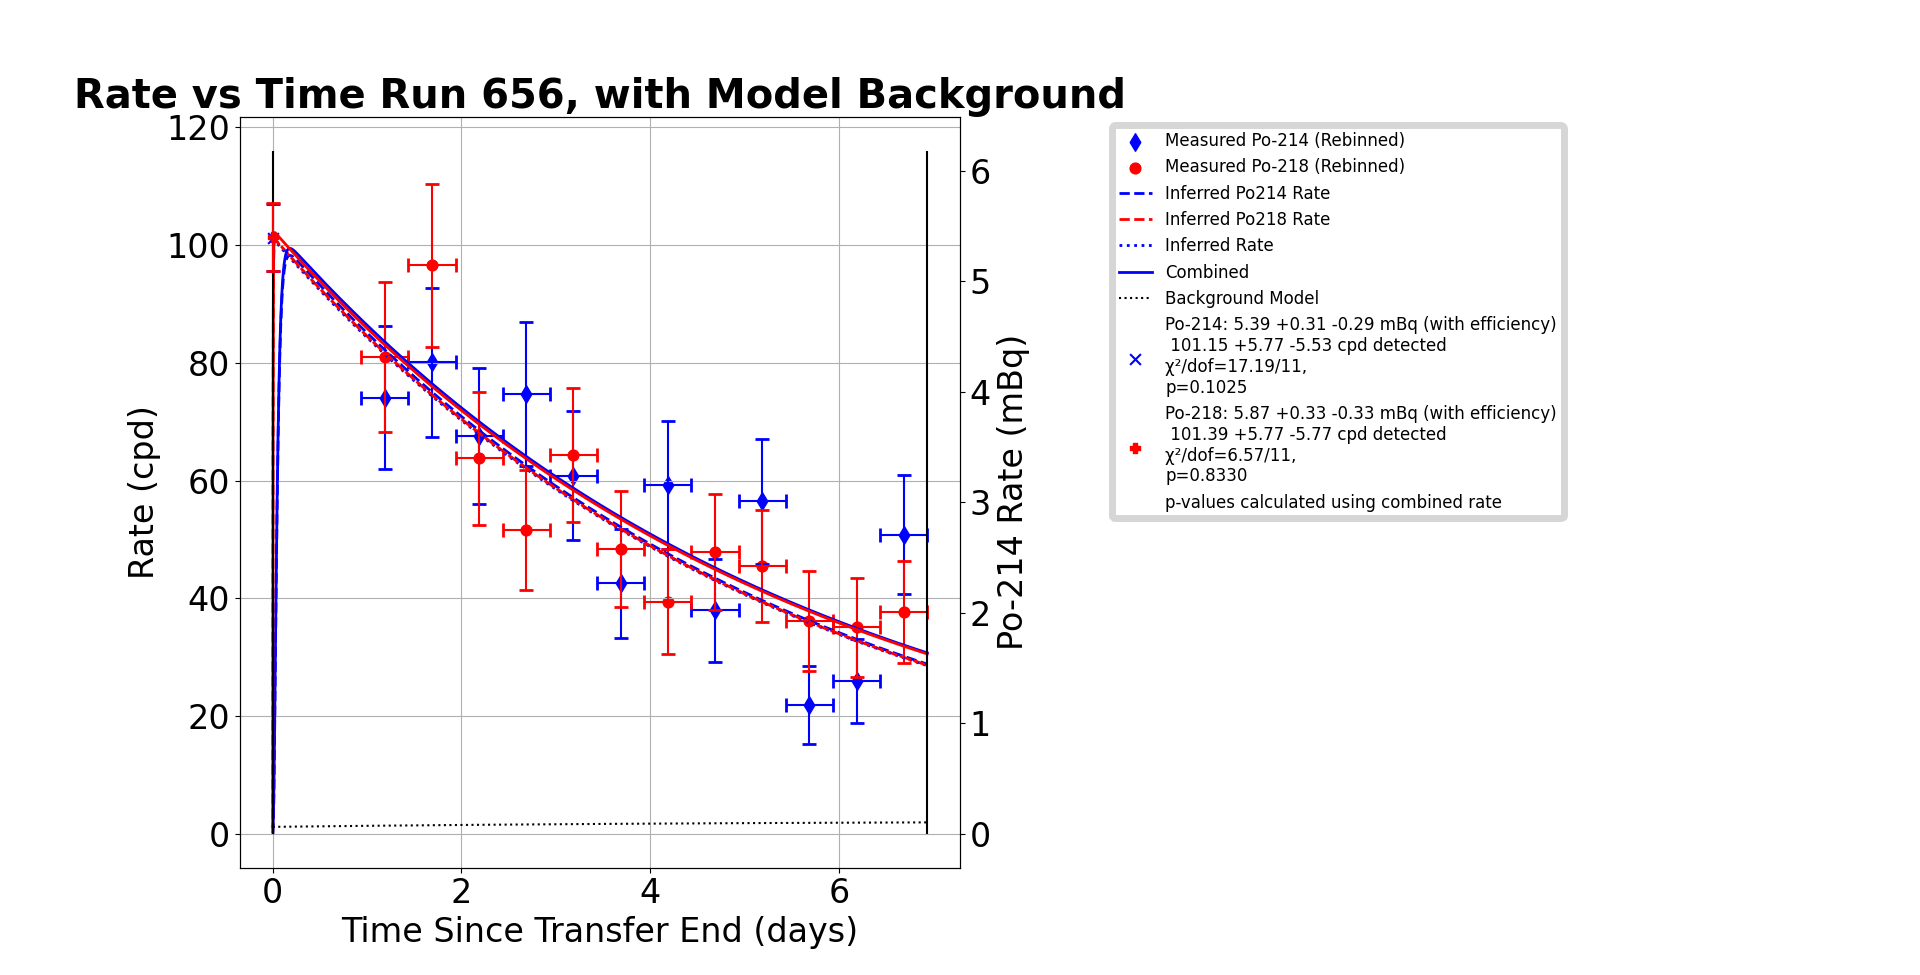 Rate vs Time Run 656, with Model Background
120
100
80
60
40
20
0
Rate (cpd)
6
5
4
3
2
1
0
Po-214 Rate (mBq)
0 2 4 6
Time Since Transfer End (days)
Measured Po-214 (Rebinned)
Measured Po-218 (Rebinned)
Inferred Po214 Rate
Inferred Po218 Rate
Inferred Rate
Combined
Background Model
Po-214: 5.39 +0.31 -0.29 mBq (with efficiency)
101.15 +5.77 -5.53 cpd detected
χ²/dof=17.19/11,
p=0.1025
Po-218: 5.87 +0.33 -0.33 mBq (with efficiency)
101.39 +5.77 -5.77 cpd detected
χ²/dof=6.57/11,
p=0.8330
p-values calculated using combined rate